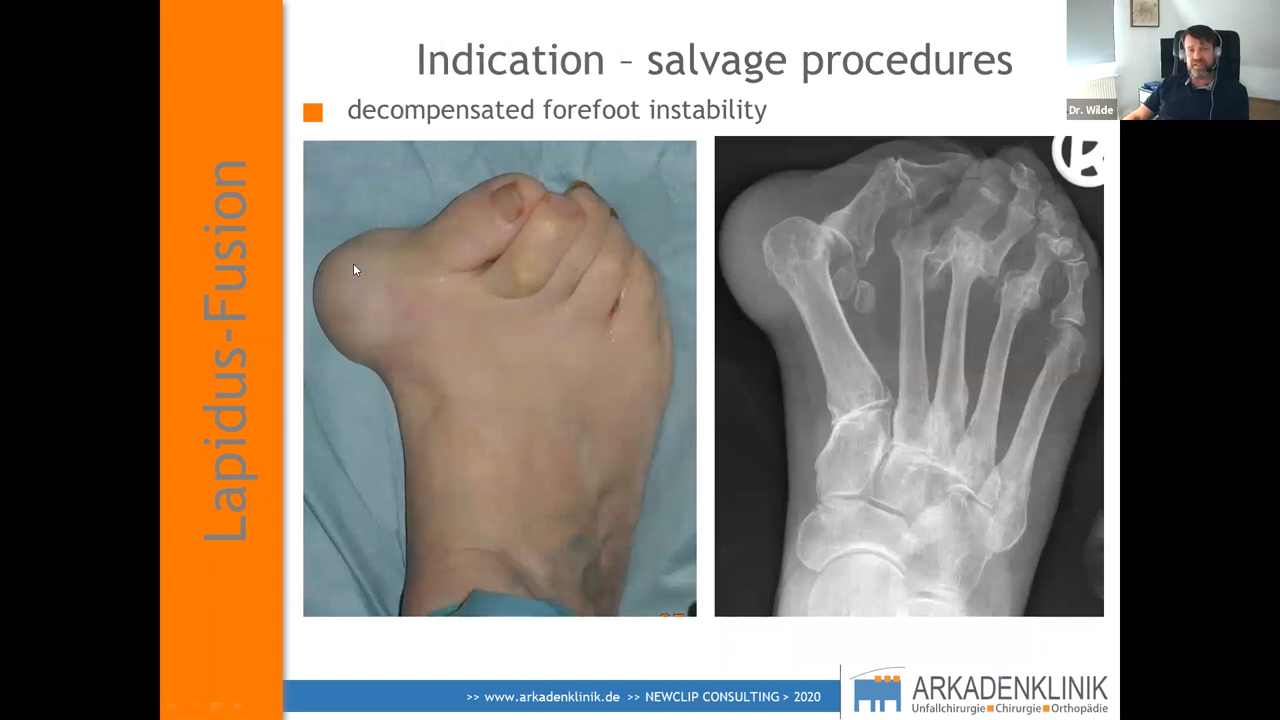 Indication – salvage procedures
decompensated forefoot instability
Dr. Wilde
Lapidus-Fusion
R
>> www.arkadenklinik.de >> NEWCLIP CONSULTING > 2020
ARKADENKLINIK
Unfallchirurgie ■ Chirurgie ■ Orthopädie